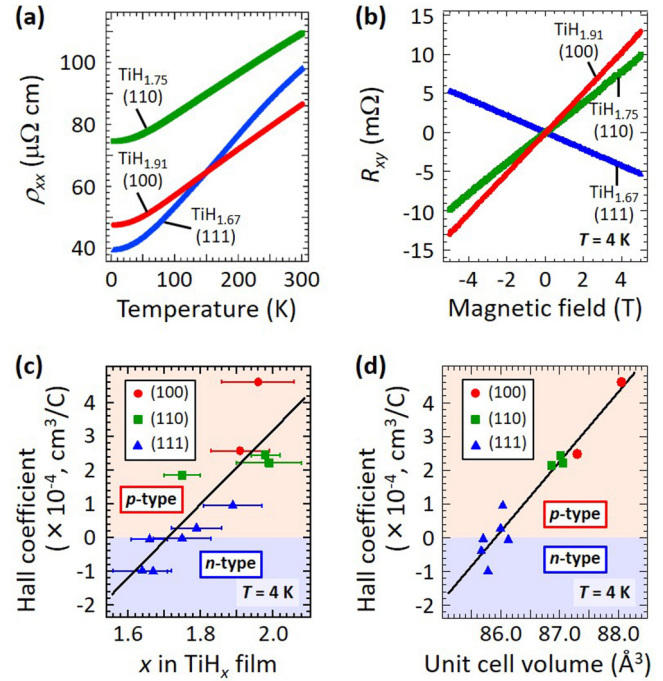 (a)
100
80
60
40
ρxx (μΩ cm)
TiH1.75
(110)
TiH1.91
(100)
TiH1.67
(111)
0
100
200
300
Temperature (K)
(b)
15
10
5
0
-5
-10
-15
Rxy (mΩ)
TiH1.91
(100)
TiH1.75
(110)
TiH1.67
(111)
T = 4 K
-4
-2
0
2
4
Magnetic field (T)
(c)
4
3
2
1
0
-1
-2
Hall coefficient
(× 10⁻⁴, cm³/C)
(100)
(110)
(111)
p-type
n-type
T = 4 K
1.6
1.8
2.0
x in TiHx film
(d)
4
3
2
1
0
-1
-2
Hall coefficient
(× 10⁻⁴, cm³/C)
(100)
(110)
(111)
p-type
n-type
T = 4 K
86.0
87.0
88.0
Unit cell volume (Å³)